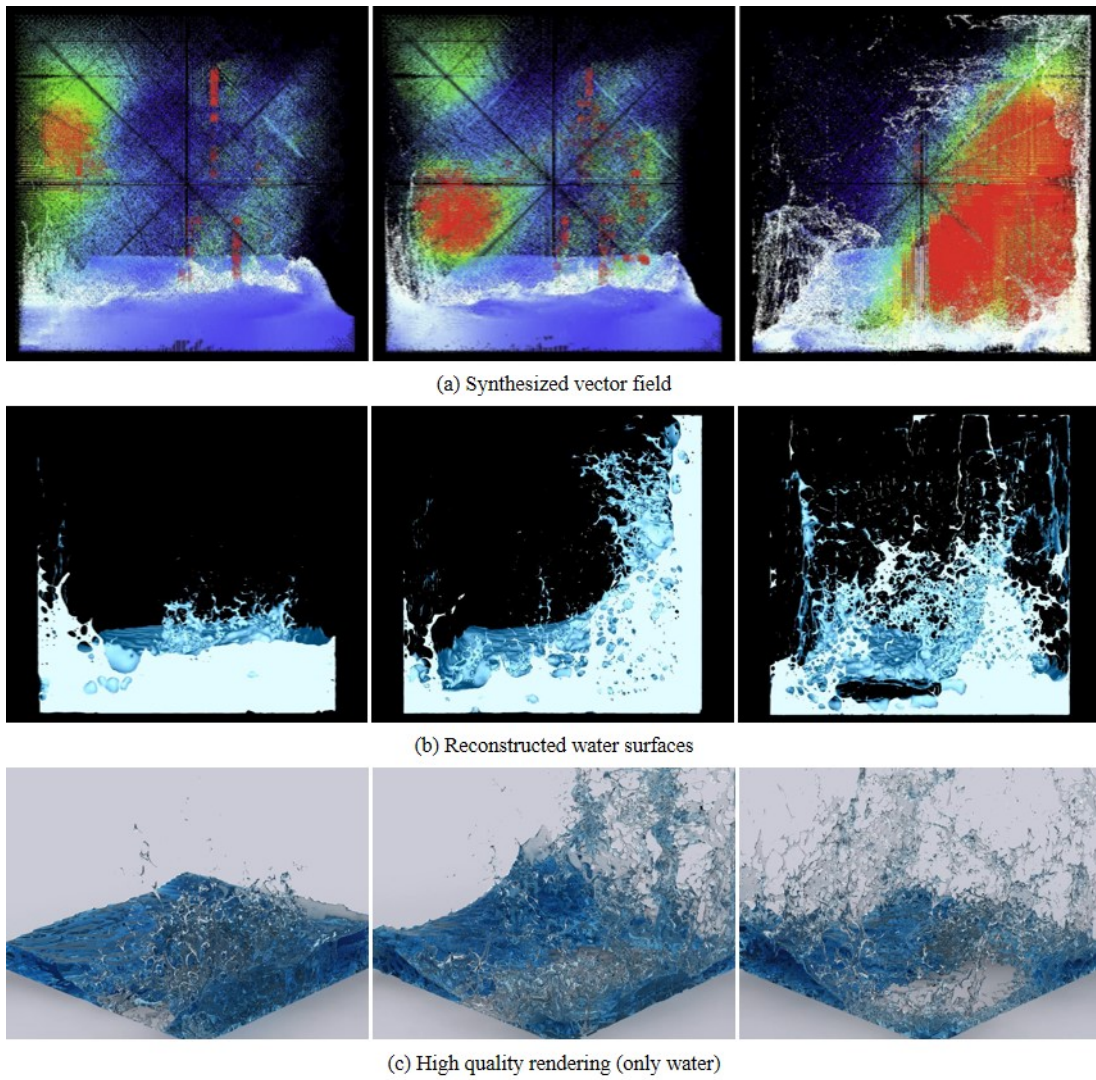 (a) Synthesized vector field
(b) Reconstructed water surfaces
(c) High quality rendering (only water)